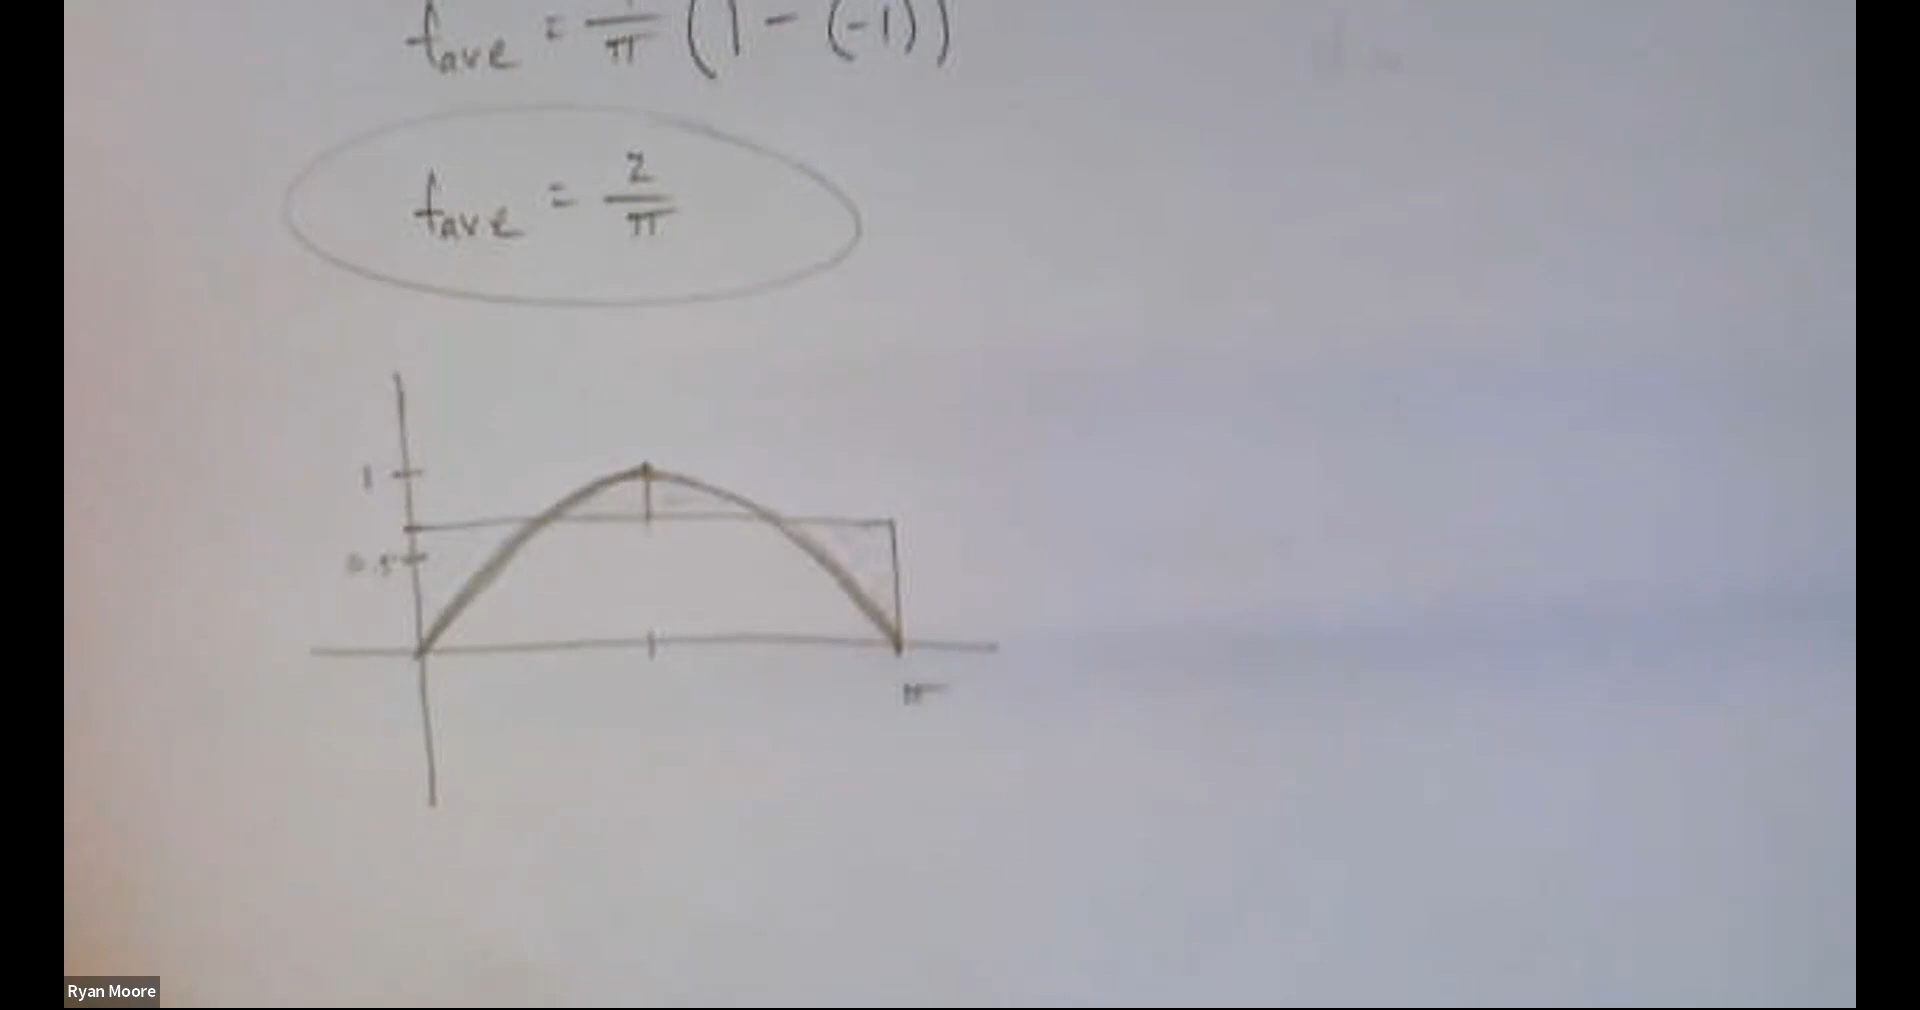 fave = 1/π (1 - (-1))
fave = 2/π
1
0.5
π
Ryan Moore